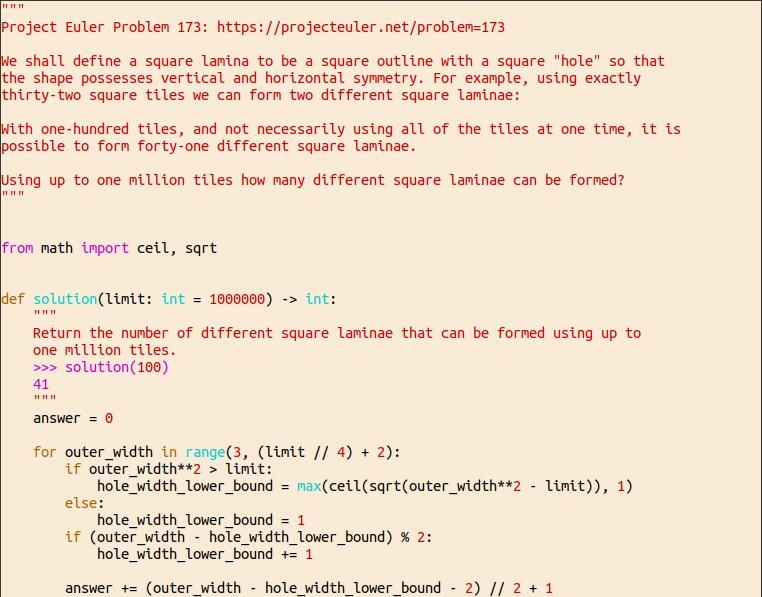 """
Project Euler Problem 173: https://projecteuler.net/problem=173

We shall define a square lamina to be a square outline with a square "hole" so that
the shape possesses vertical and horizontal symmetry. For example, using exactly
thirty-two square tiles we can form two different square laminae:

With one-hundred tiles, and not necessarily using all of the tiles at one time, it is
possible to form forty-one different square laminae.

Using up to one million tiles how many different square laminae can be formed?
"""


from math import ceil, sqrt


def solution(limit: int = 1000000) -> int:
    """
    Return the number of different square laminae that can be formed using up to
    one million tiles.
    >>> solution(100)
    41
    """
    answer = 0

    for outer_width in range(3, (limit // 4) + 2):
        if outer_width**2 > limit:
            hole_width_lower_bound = max(ceil(sqrt(outer_width**2 - limit)), 1)
        else:
            hole_width_lower_bound = 1
        if (outer_width - hole_width_lower_bound) % 2:
            hole_width_lower_bound += 1

        answer += (outer_width - hole_width_lower_bound - 2) // 2 + 1